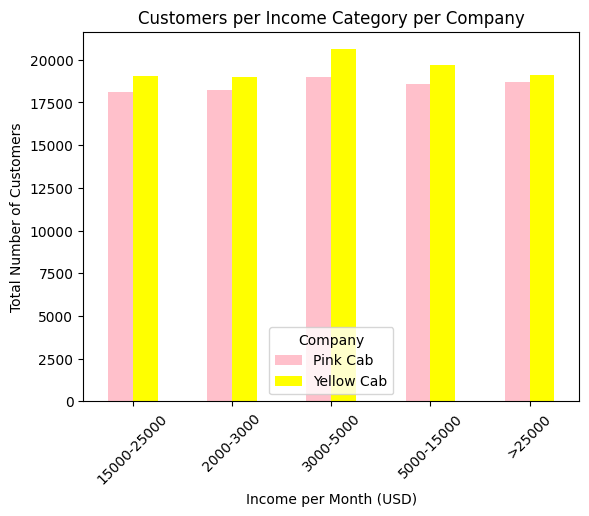 Customers per Income Category per Company
Total Number of Customers
20000
17500
15000
12500
10000
7500
5000
2500
0
Company
Pink Cab
Yellow Cab
15000-25000
2000-3000
3000-5000
5000-15000
>25000
Income per Month (USD)